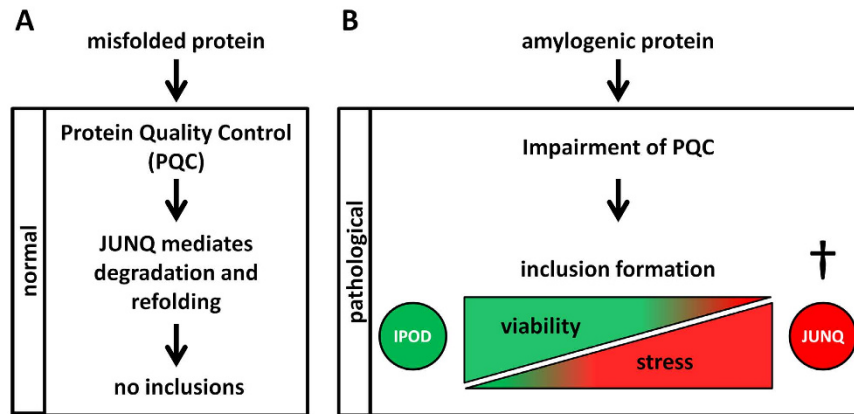 A
misfolded protein
normal
Protein Quality Control
(PQC)
JUNQ mediates
degradation and
refolding
no inclusions
B
amylogenic protein
pathological
Impairment of PQC
inclusion formation
†
IPOD
viability
stress
JUNQ